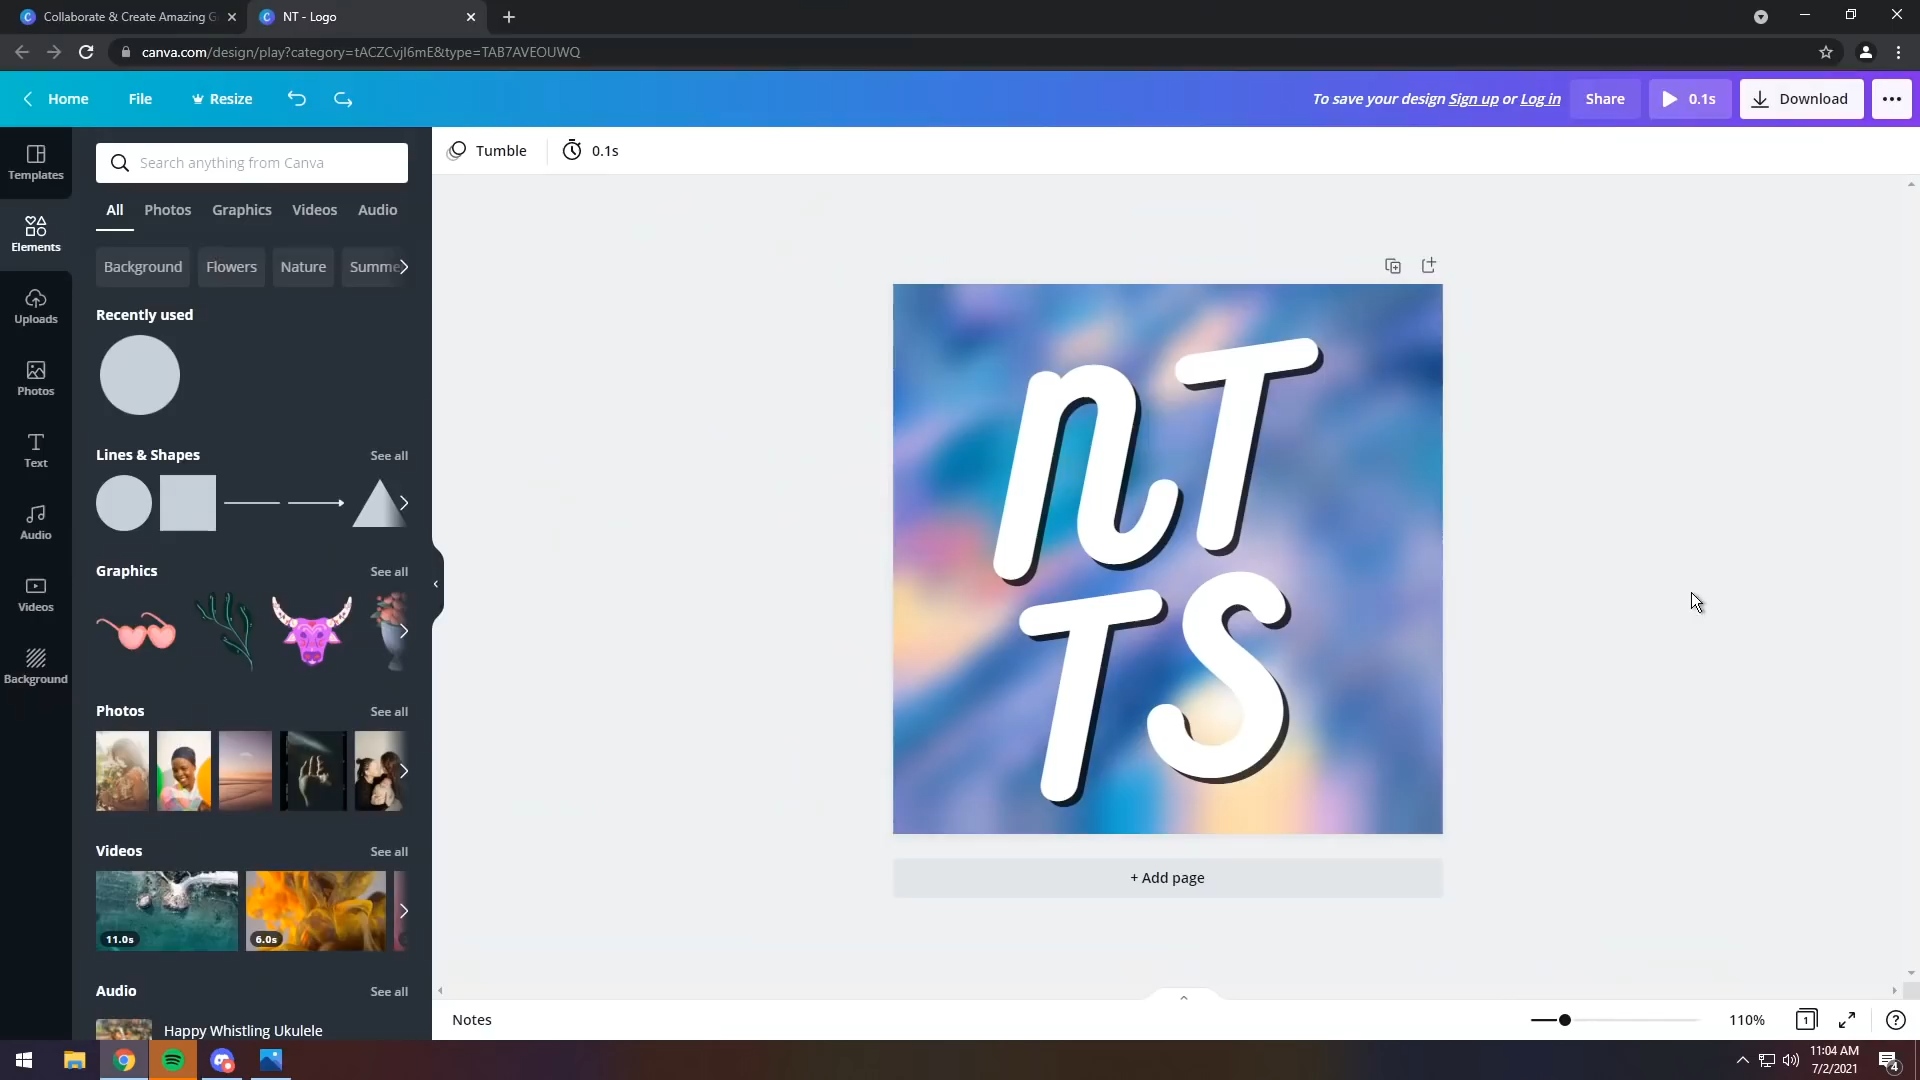 Collaborate & Create Amazing G
NT - Logo
canva.com/design/play?category=tACZCvjl6mE&type=TAB7AVEOUWQ
Home
File
Resize
To save your design Sign up or Log in
Share
0.1s
Download
Templates
Elements
Uploads
Photos
Text
Audio
Videos
Background
Search anything from Canva
All
Photos
Graphics
Videos
Audio
Background
Flowers
Nature
Summe
Recently used
Lines & Shapes
See all
Graphics
See all
Photos
See all
Videos
See all
11.0s
6.0s
Audio
See all
Happy Whistling Ukulele
Tumble
0.1s
NT
TS
+ Add page
Notes
110%
1
11:04 AM
7/2/2021
4